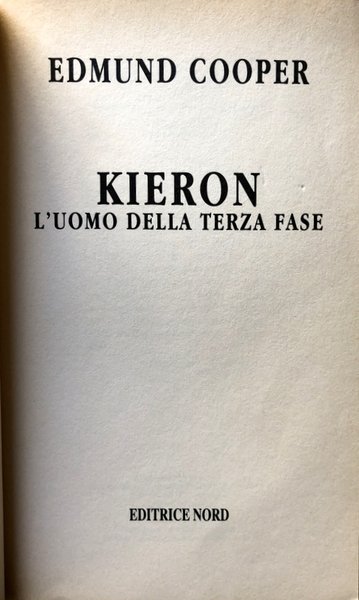 EDMUND COOPER
KIERON
L'UOMO DELLA TERZA FASE
EDITRICE NORD